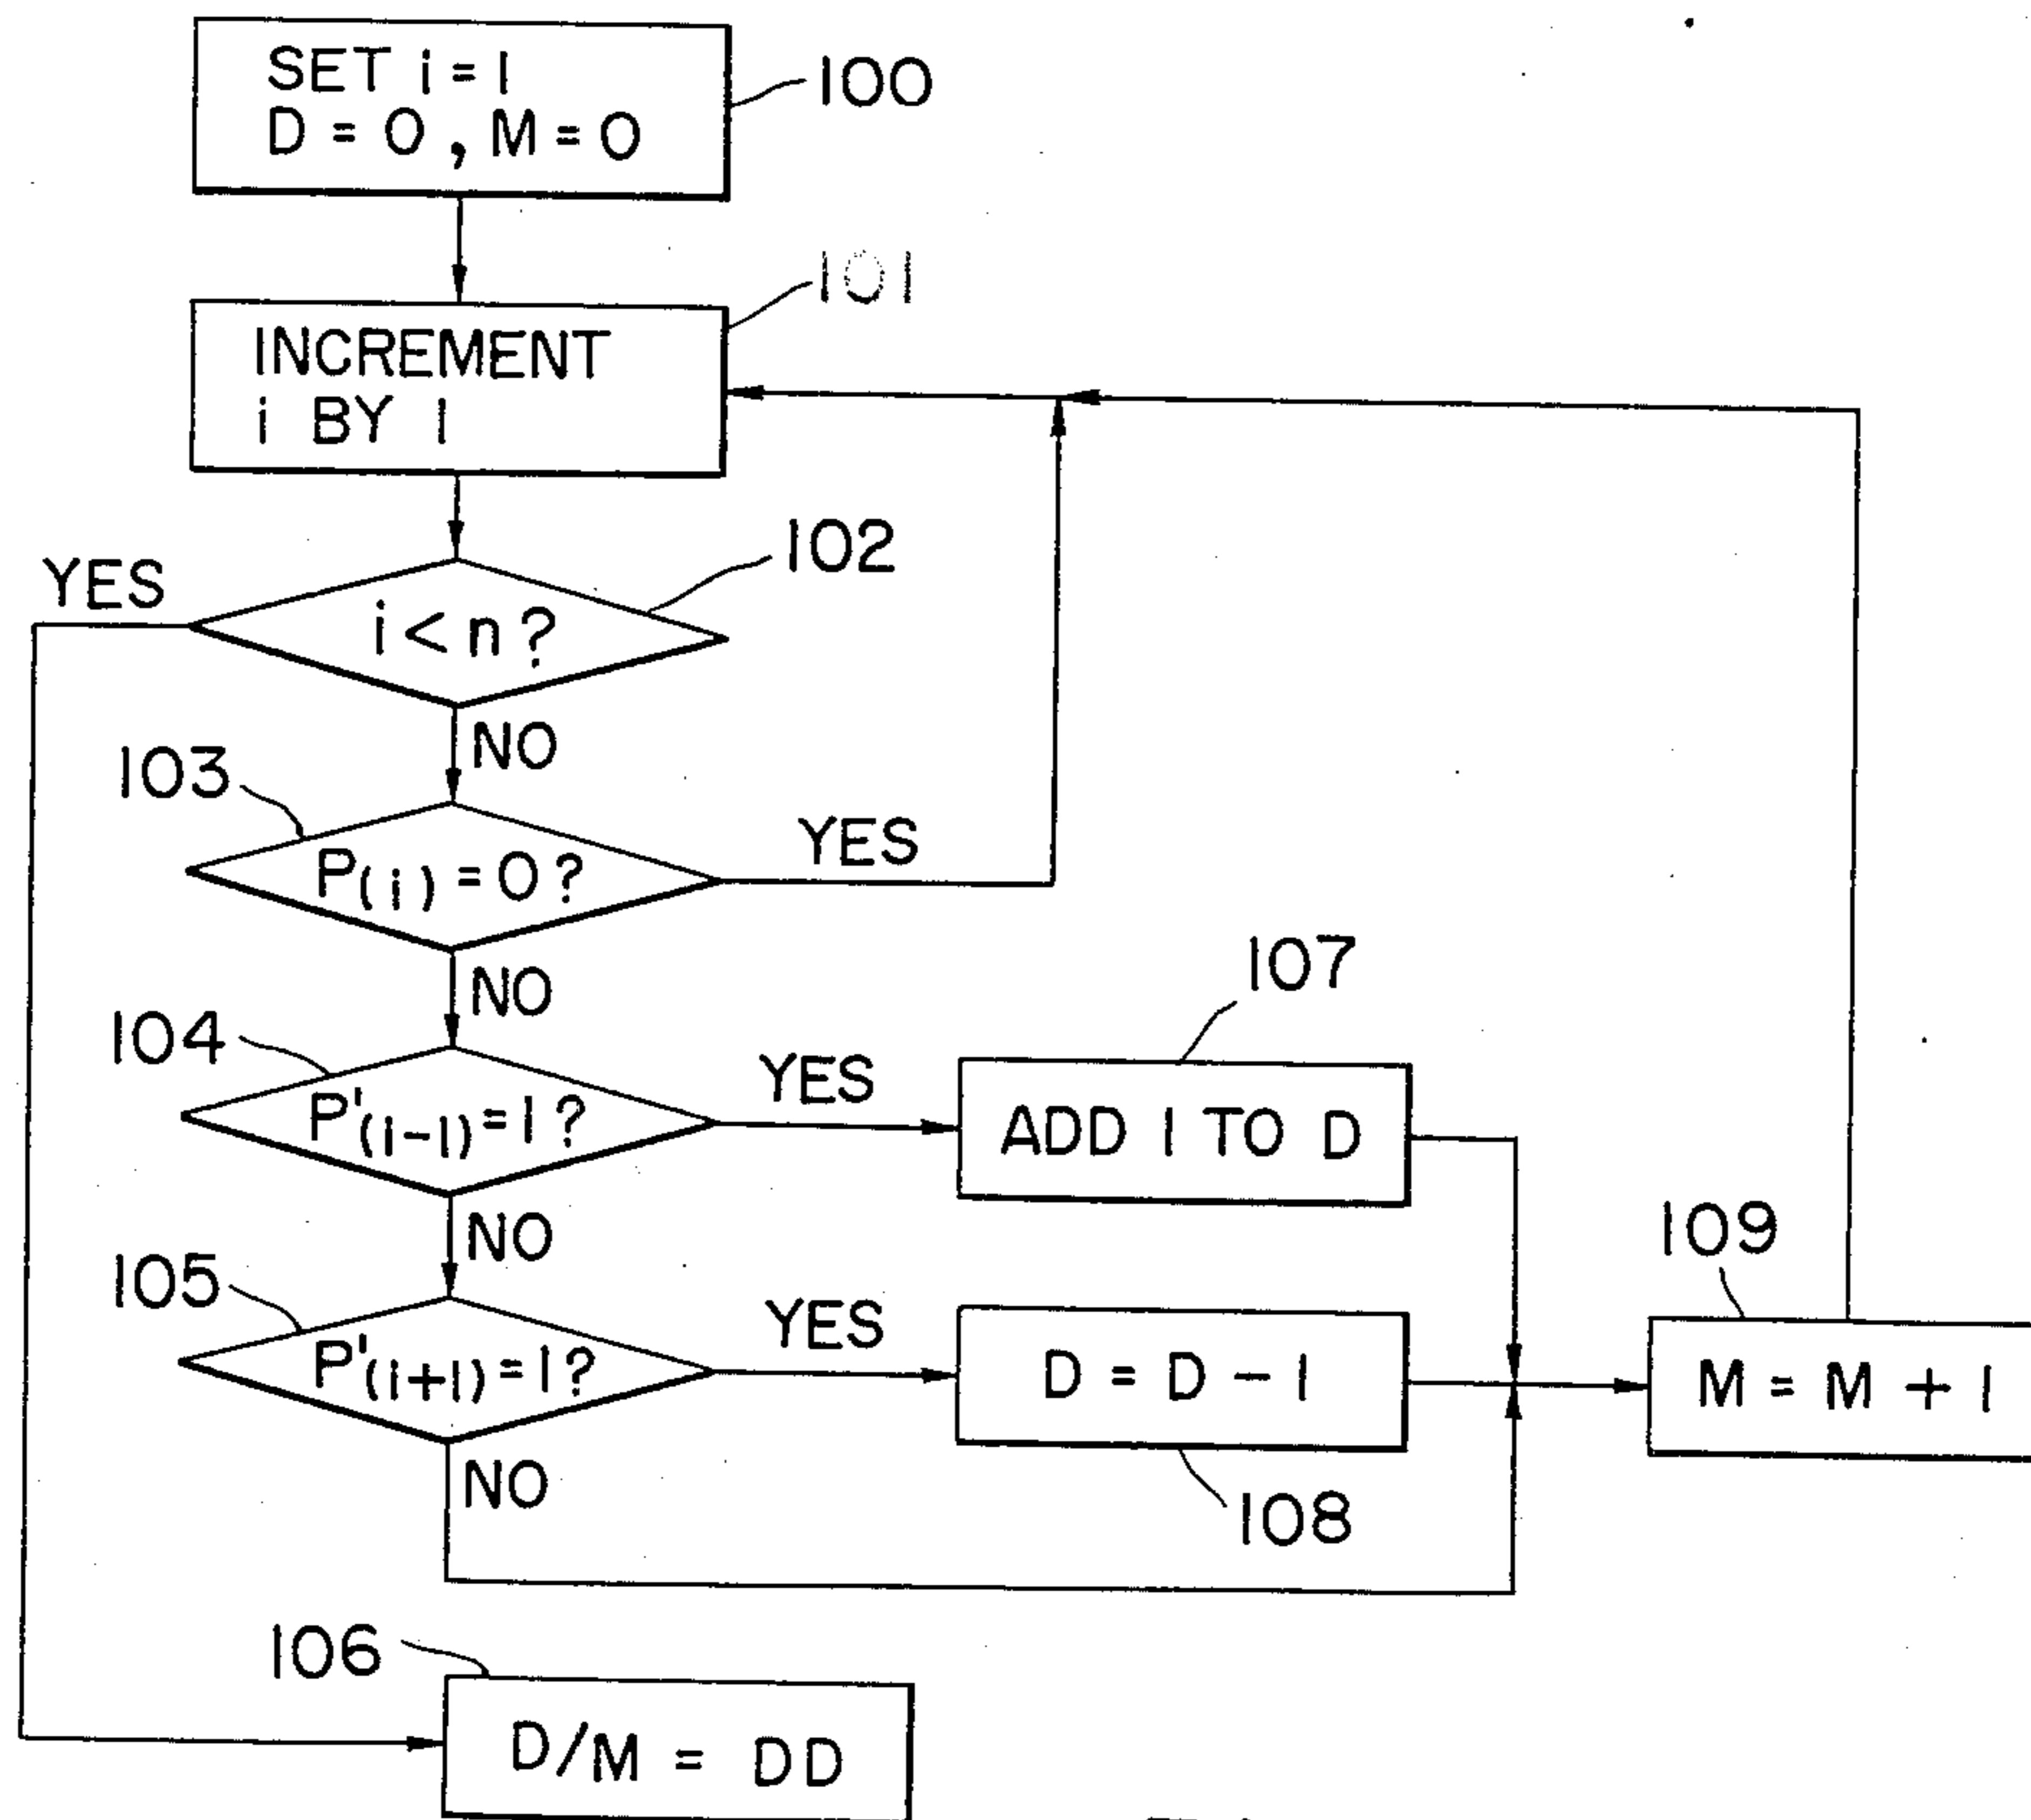 SET i = 1
D = 0 , M = 0
100
INCREMENT
i BY 1
101
YES
i < n ?
102
NO
103
P(i) = 0 ?
YES
NO
104
P'(i-1) = 1 ?
YES
107
ADD 1 TO D
NO
105
P'(i+1) = 1 ?
YES
D = D - 1
108
109
M = M + 1
NO
106
D/M = DD